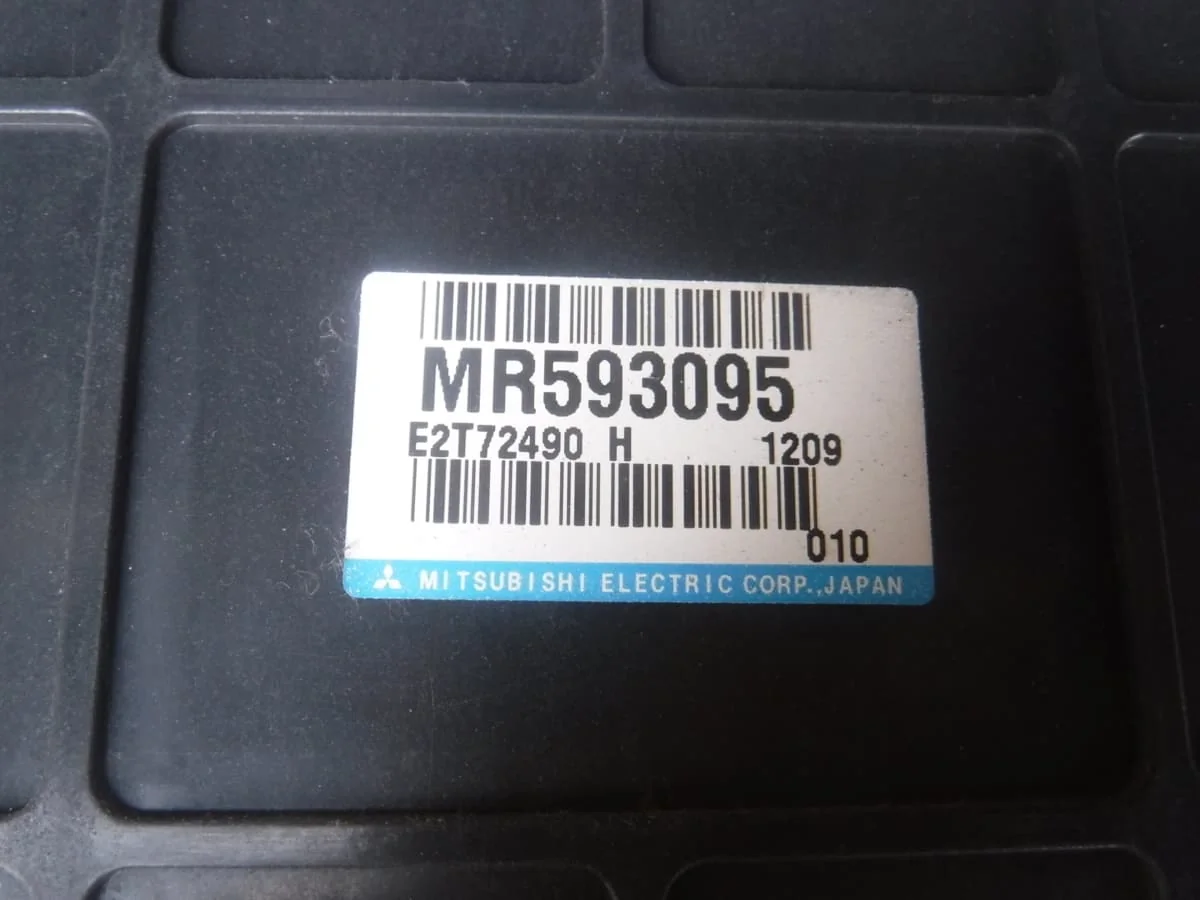 MR593095
E2T72490 H 1209
010
MITSUBISHI ELECTRIC CORP.,JAPAN